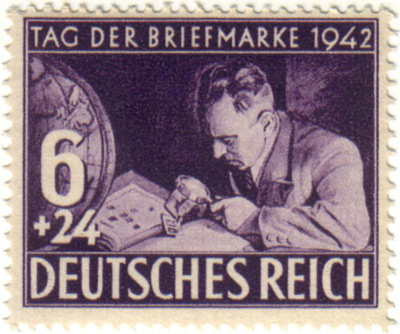 TAG DER BRIEFMARKE 1942
6
+24
DEUTSCHES REICH